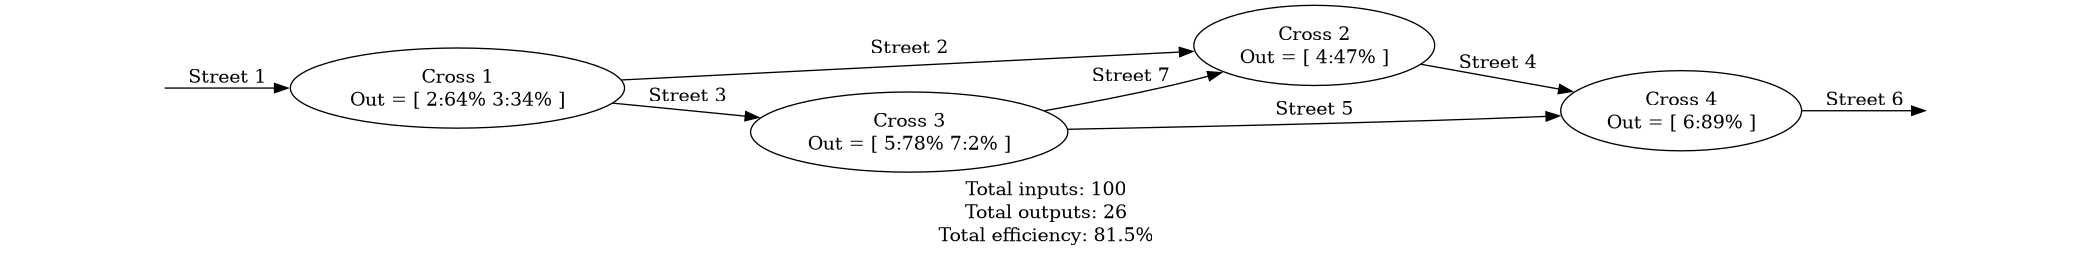 Street 1
Cross 1
Out = [ 2:64% 3:34% ]
Street 2
Street 3
Cross 3
Out = [ 5:78% 7:2% ]
Street 7
Cross 2
Out = [ 4:47% ]
Street 5
Street 4
Cross 4
Out = [ 6:89% ]
Street 6
Total inputs: 100
Total outputs: 26
Total efficiency: 81.5%